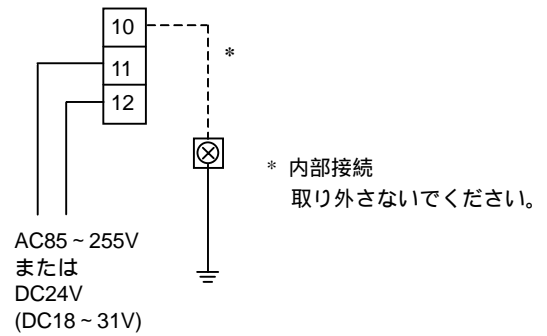 10
*
11
12
* 内部接続
取り外さないでください。
AC85 ~ 255V
または
DC24V
(DC18 ~ 31V)